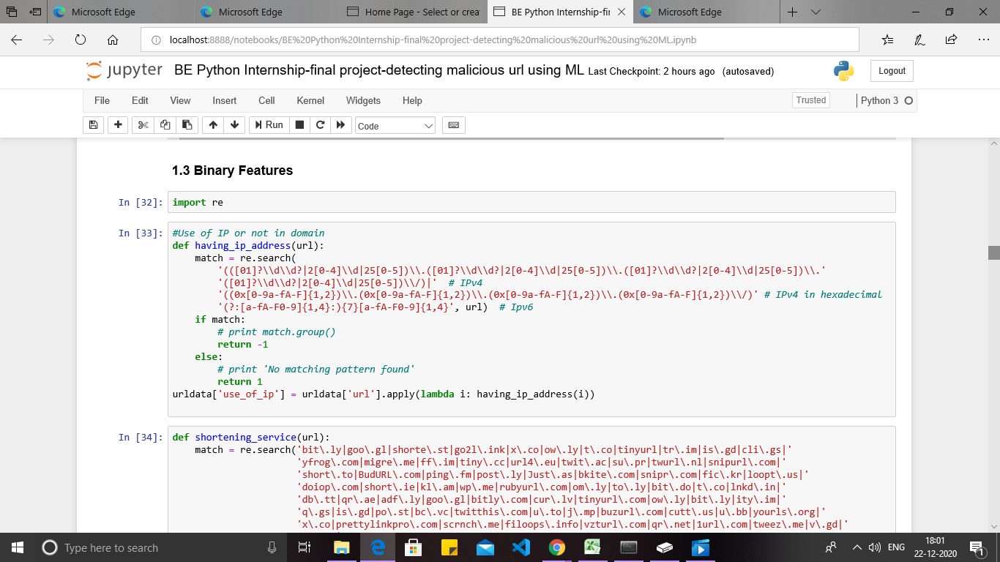 Microsoft Edge
Microsoft Edge
Home Page - Select or crea
BE Python Internship-fin
Microsoft Edge
localhost:8888/notebooks/BE%20Python%20Internship-final%20project-detecting%20malicious%20url%20using%20ML.ipynb
jupyter BE Python Internship-final project-detecting malicious url using ML Last Checkpoint: 2 hours ago (autosaved)
Logout
File Edit View Insert Cell Kernel Widgets Help
Trusted
Python 3
Run
Code
1.3 Binary Features
In [32]: import re
In [33]: #Use of IP or not in domain
def having_ip_address(url):
    match = re.search(
        '(([01]?\\d\\d?|2[0-4]\\d|25[0-5])\\.([01]?\\d\\d?|2[0-4]\\d|25[0-5])\\.([01]?\\d\\d?|2[0-4]\\d|25[0-5])\\.'
        '([01]?\\d\\d?|2[0-4]\\d|25[0-5])\\/)|'  # IPv4
        '((0x[0-9a-fA-F]{1,2})\\.(0x[0-9a-fA-F]{1,2})\\.(0x[0-9a-fA-F]{1,2})\\.(0x[0-9a-fA-F]{1,2})\\/)' # IPv4 in hexadecimal
        '(?:[a-fA-F0-9]{1,4}:){7}[a-fA-F0-9]{1,4}', url)  # Ipv6
    if match:
        # print match.group()
        return -1
    else:
        # print 'No matching pattern found'
        return 1
urldata['use_of_ip'] = urldata['url'].apply(lambda i: having_ip_address(i))
In [34]: def shortening_service(url):
    match = re.search('bit\.ly|goo\.gl|shorte\.st|go2l\.ink|x\.co|ow\.ly|t\.co|tinyurl|tr\.im|is\.gd|cli\.gs|'
                      'yfrog\.com|migre\.me|ff\.im|tiny\.cc|url4\.eu|twit\.ac|su\.pr|twurl\.nl|snipurl\.com|'
                      'short\.to|BudURL\.com|ping\.fm|post\.ly|Just\.as|bkite\.com|snipr\.com|fic\.kr|loopt\.us|'
                      'doiop\.com|short\.ie|kl\.am|wp\.me|rubyurl\.com|om\.ly|to\.ly|bit\.do|t\.co|lnkd\.in|'
                      'db\.tt|qr\.ae|adf\.ly|goo\.gl|bitly\.com|cur\.lv|tinyurl\.com|ow\.ly|bit\.ly|ity\.im|'
                      'q\.gs|is\.gd|po\.st|bc\.vc|twitthis\.com|u\.to|j\.mp|buzurl\.com|cutt\.us|u\.bb|yourls\.org|'
                      'x\.co|prettylinkpro\.com|scrnch\.me|filoops\.info|vzturl\.com|qr\.net|1url\.com|tweez\.me|v\.gd|'
Type here to search
ENG
18:01
22-12-2020
1